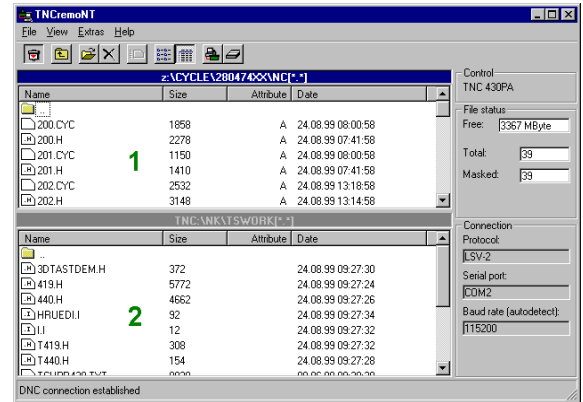 TNCremoNT
File View Extras Help
z:\CYCLE\280474XX\NC[*.*]
Name Size Attribute Date
..
200.CYC 1858 A 24.08.99 08:00:58
200.H 2278 A 24.08.99 07:41:58
201.CYC 1150 A 24.08.99 08:00:58
201.H 1410 A 24.08.99 07:41:58
202.CYC 2532 A 24.08.99 13:18:58
202.H 3148 A 24.08.99 13:14:58
1
TNC:\NK\TSWORK[*.*]
Name Size Attribute Date
..
3DTASTDEM.H 372 24.08.99 09:27:30
419.H 5772 24.08.99 09:27:24
440.H 4662 24.08.99 09:27:26
HRUEDI.I 92 24.08.99 09:27:34
I.I 12 24.08.99 09:27:32
T419.H 308 24.08.99 09:27:32
T440.H 154 24.08.99 09:27:28
2
Control
TNC 430PA
File status
Free: 3367 MByte
Total: 39
Masked: 39
Connection
Protocol:
LSV-2
Serial port:
COM2
Baud rate (autodetect):
115200
DNC connection established